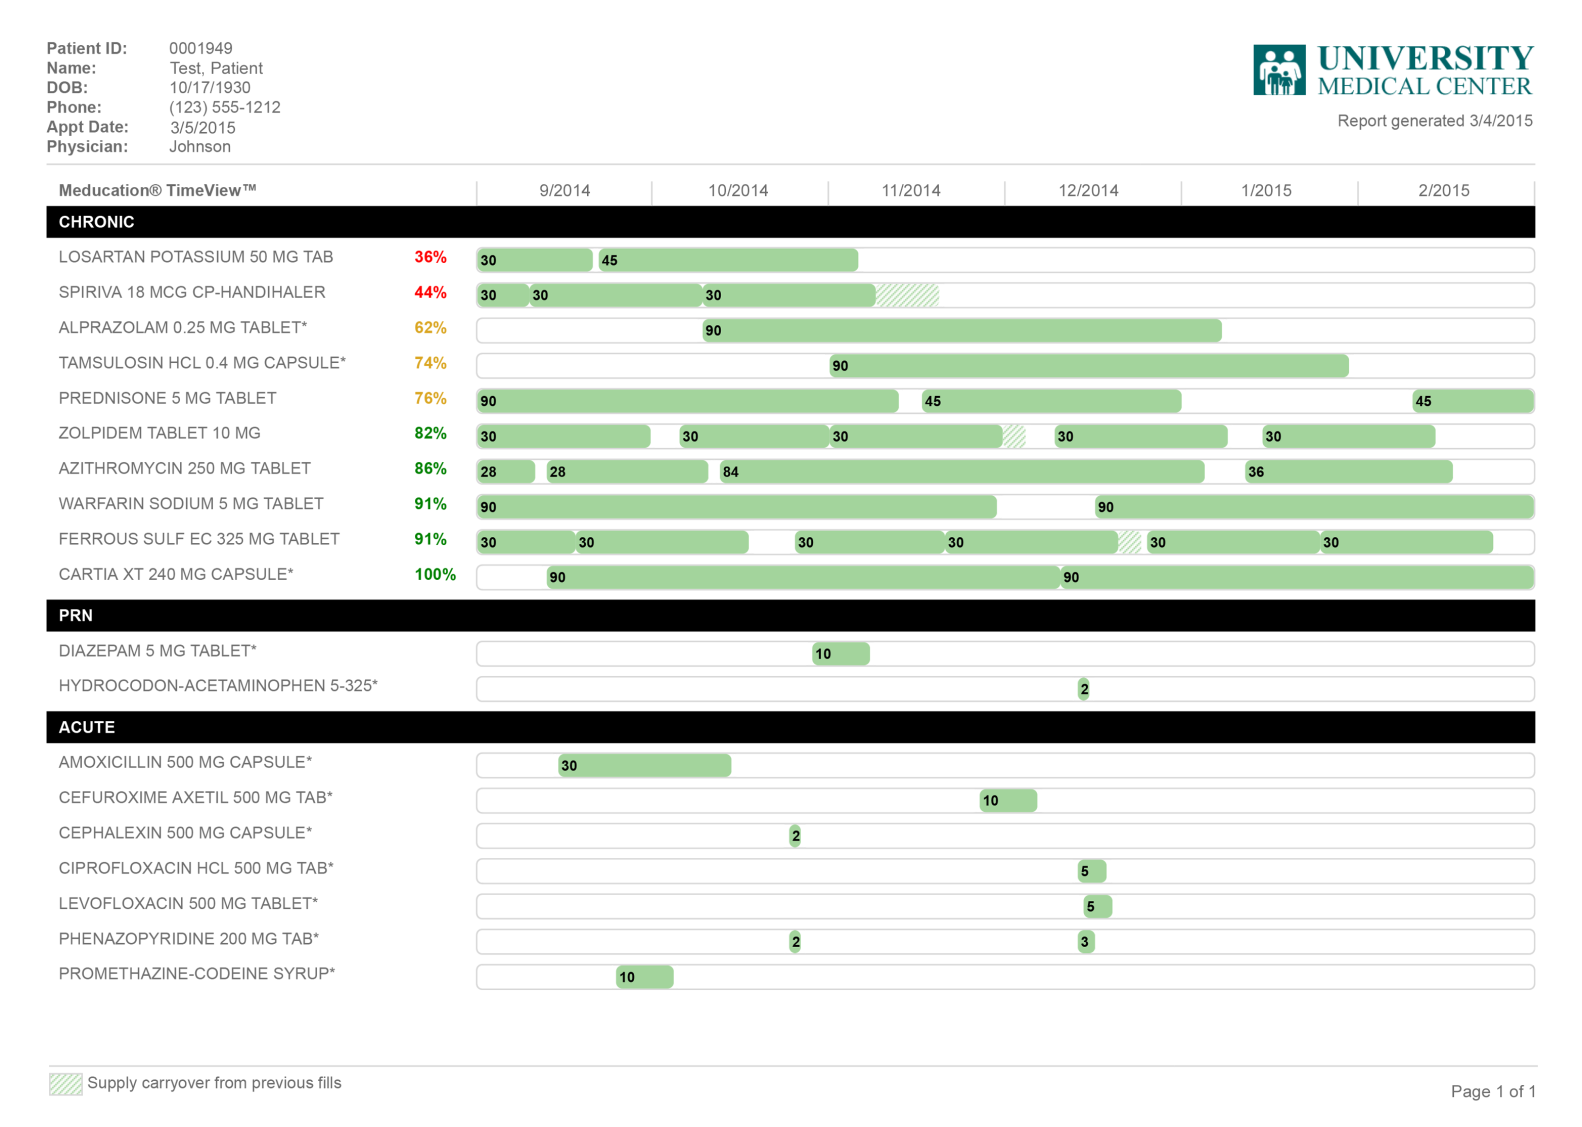 Patient ID: 0001949
Name: Test, Patient
DOB: 10/17/1930
Phone: (123) 555-1212
Appt Date: 3/5/2015
Physician: Johnson
UNIVERSITY
MEDICAL CENTER
Report generated 3/4/2015
Meducation® TimeView™ 9/2014 10/2014 11/2014 12/2014 1/2015 2/2015
CHRONIC
LOSARTAN POTASSIUM 50 MG TAB 36% 30 45
SPIRIVA 18 MCG CP-HANDIHALER 44% 30 30 30
ALPRAZOLAM 0.25 MG TABLET* 62% 90
TAMSULOSIN HCL 0.4 MG CAPSULE* 74% 90
PREDNISONE 5 MG TABLET 76% 90 45 45
ZOLPIDEM TABLET 10 MG 82% 30 30 30 30 30
AZITHROMYCIN 250 MG TABLET 86% 28 28 84 36
WARFARIN SODIUM 5 MG TABLET 91% 90 90
FERROUS SULF EC 325 MG TABLET 91% 30 30 30 30 30 30
CARTIA XT 240 MG CAPSULE* 100% 90 90
PRN
DIAZEPAM 5 MG TABLET* 10
HYDROCODON-ACETAMINOPHEN 5-325* 2
ACUTE
AMOXICILLIN 500 MG CAPSULE* 30
CEFUROXIME AXETIL 500 MG TAB* 10
CEPHALEXIN 500 MG CAPSULE* 2
CIPROFLOXACIN HCL 500 MG TAB* 5
LEVOFLOXACIN 500 MG TABLET* 5
PHENAZOPYRIDINE 200 MG TAB* 2 3
PROMETHAZINE-CODEINE SYRUP* 10
Supply carryover from previous fills
Page 1 of 1